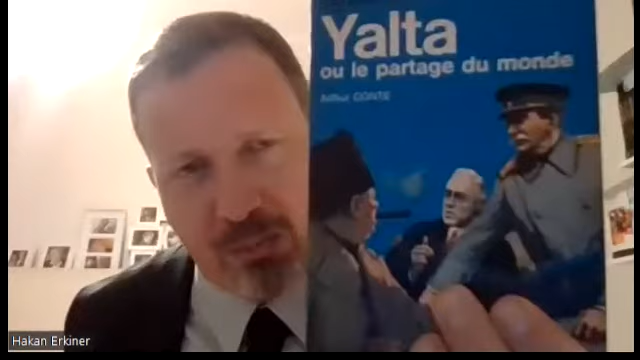 Yalta
ou le partage du monde
Arthur CONTE
Hakan Erkiner